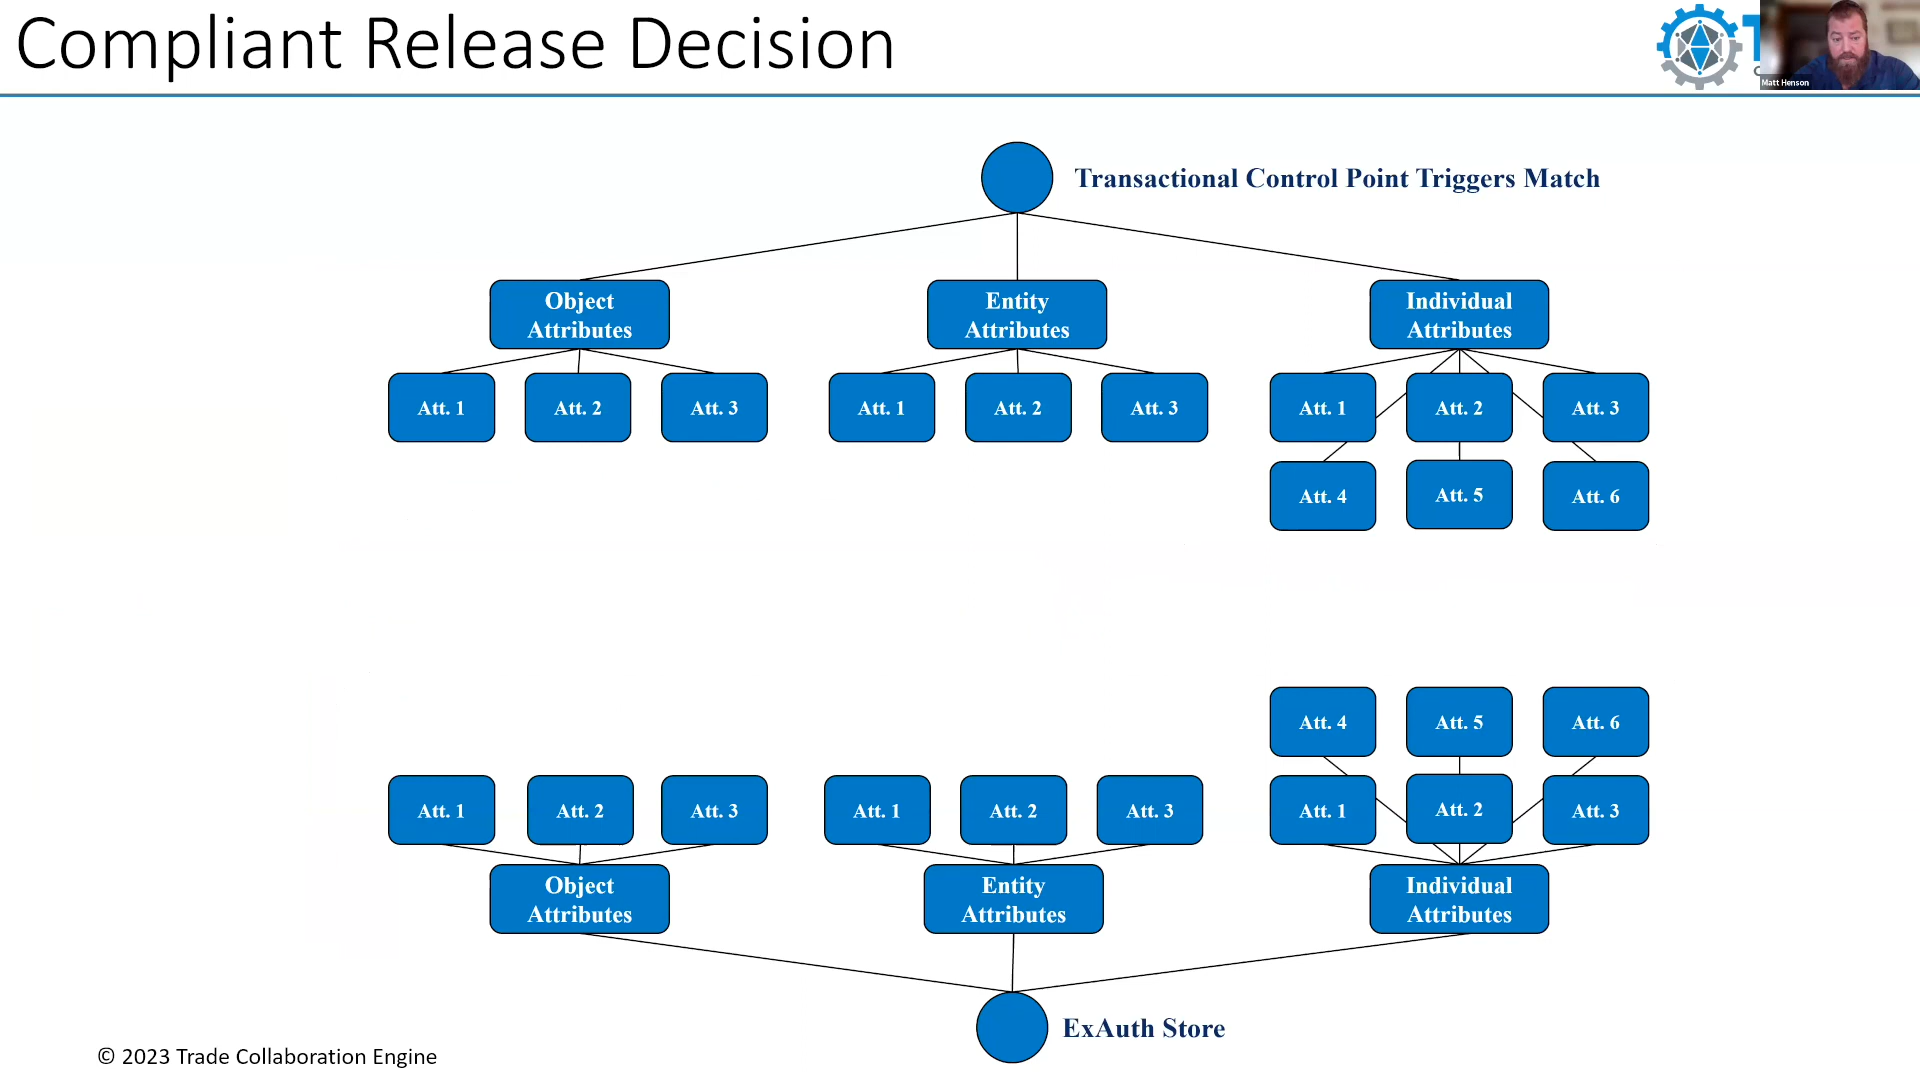 Compliant Release Decision
Matt Henson
Transactional Control Point Triggers Match
Object
Attributes
Entity
Attributes
Individual
Attributes
Att. 1
Att. 2
Att. 3
Att. 1
Att. 2
Att. 3
Att. 1
Att. 2
Att. 3
Att. 4
Att. 5
Att. 6
Att. 4
Att. 5
Att. 6
Att. 1
Att. 2
Att. 3
Att. 1
Att. 2
Att. 3
Att. 1
Att. 2
Att. 3
Object
Attributes
Entity
Attributes
Individual
Attributes
ExAuth Store
© 2023 Trade Collaboration Engine